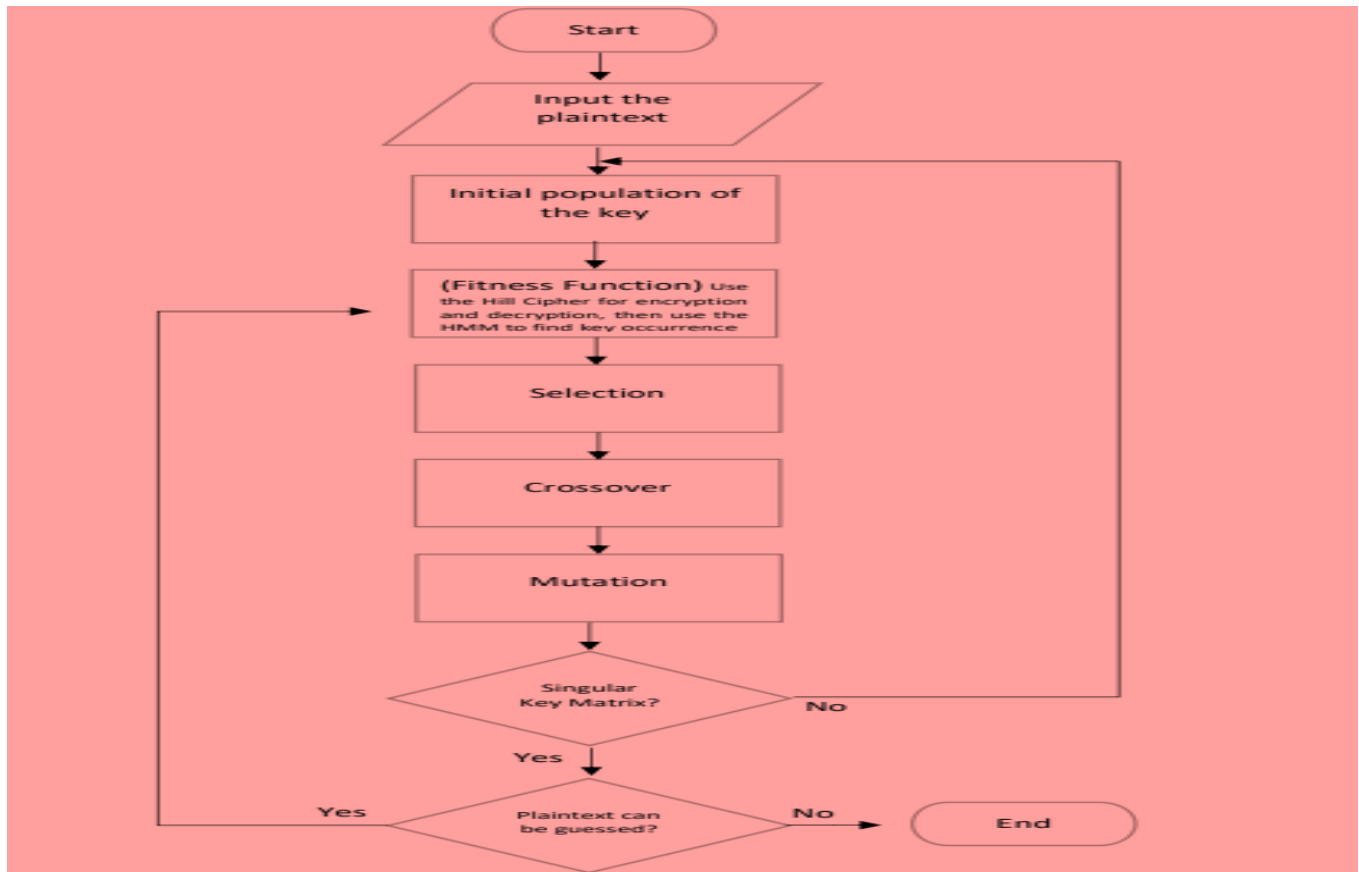 Start
Input the
plaintext
Initial population of
the key
(Fitness Function) Use
the Hill Cipher for encryption
and decryption, then use the
HMM to find key occurrence
Selection
Crossover
Mutation
Singular
Key Matrix?
No
Yes
Yes
Plaintext can
be guessed?
No
End